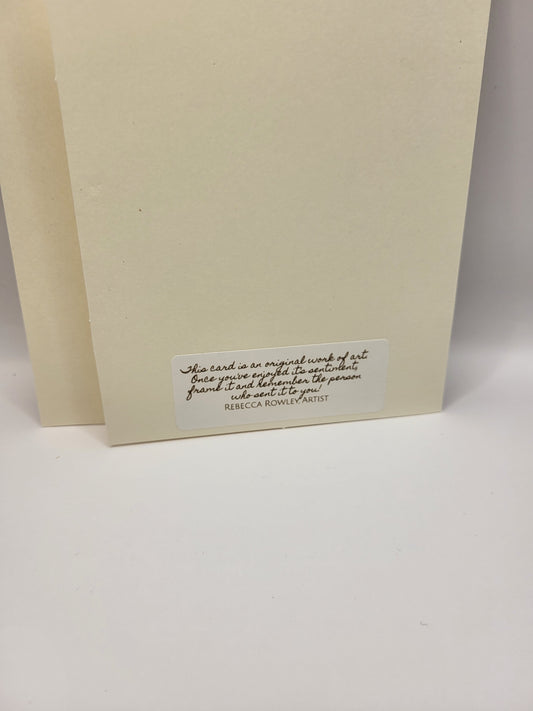 This card is an original work of art.
Once you've enjoyed its sentiment,
frame it and remember the person
who sent it to you!
Rebecca Rowley, Artist